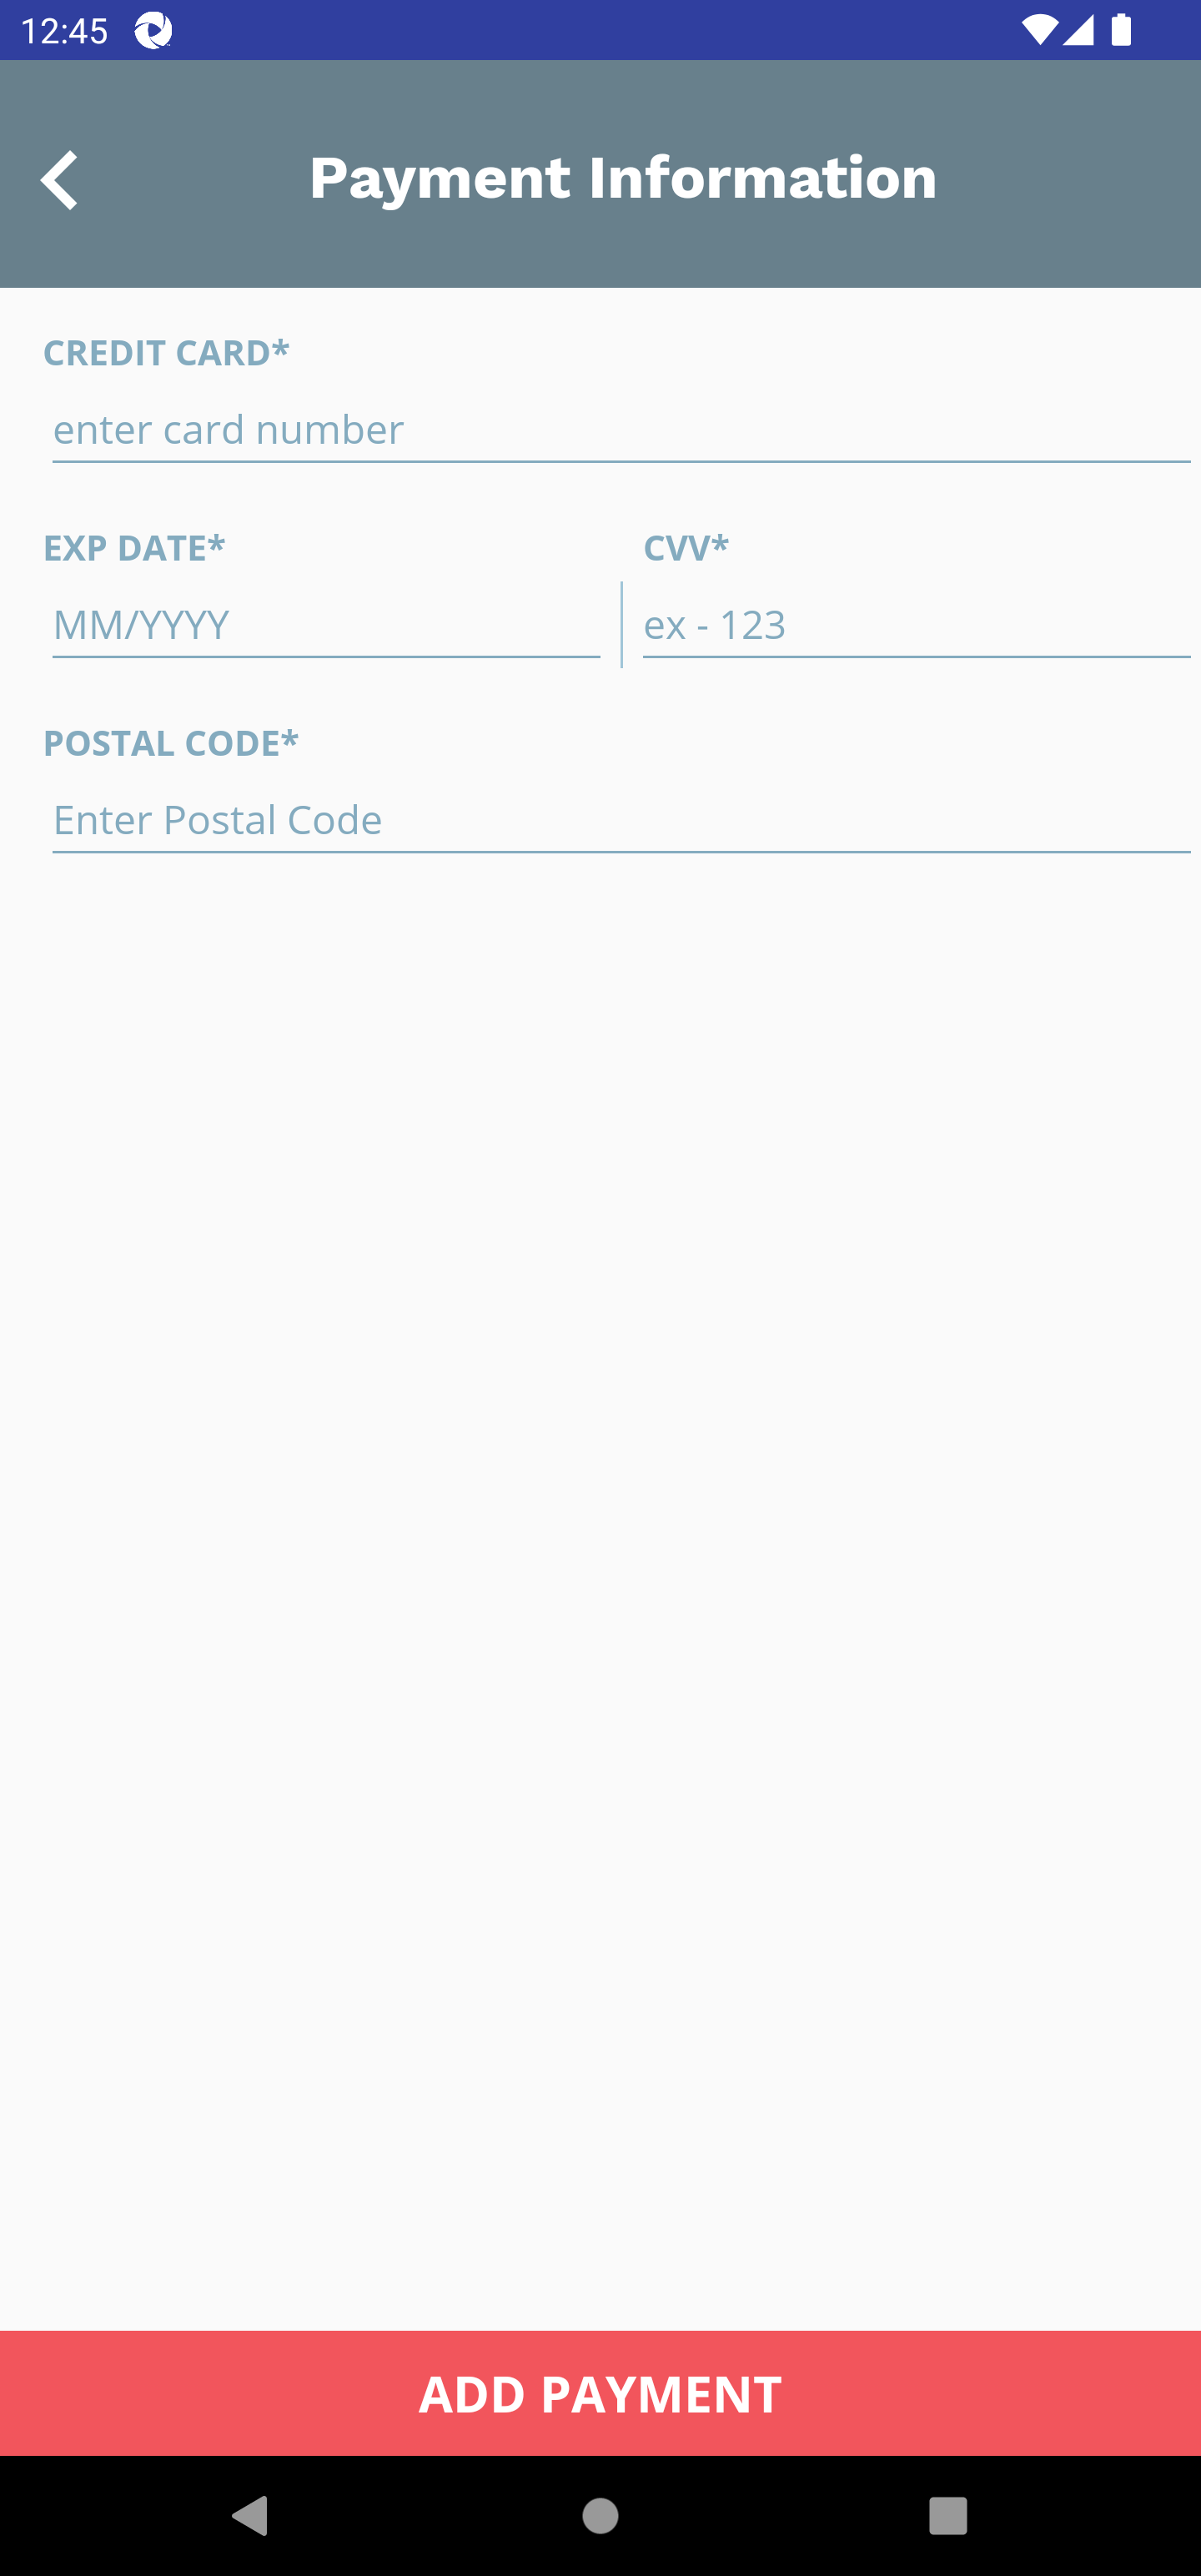 12:45
Payment Information
CREDIT CARD*
enter card number
EXP DATE*
CVV*
MM/YYYY
ex - 123
POSTAL CODE*
Enter Postal Code
ADD PAYMENT